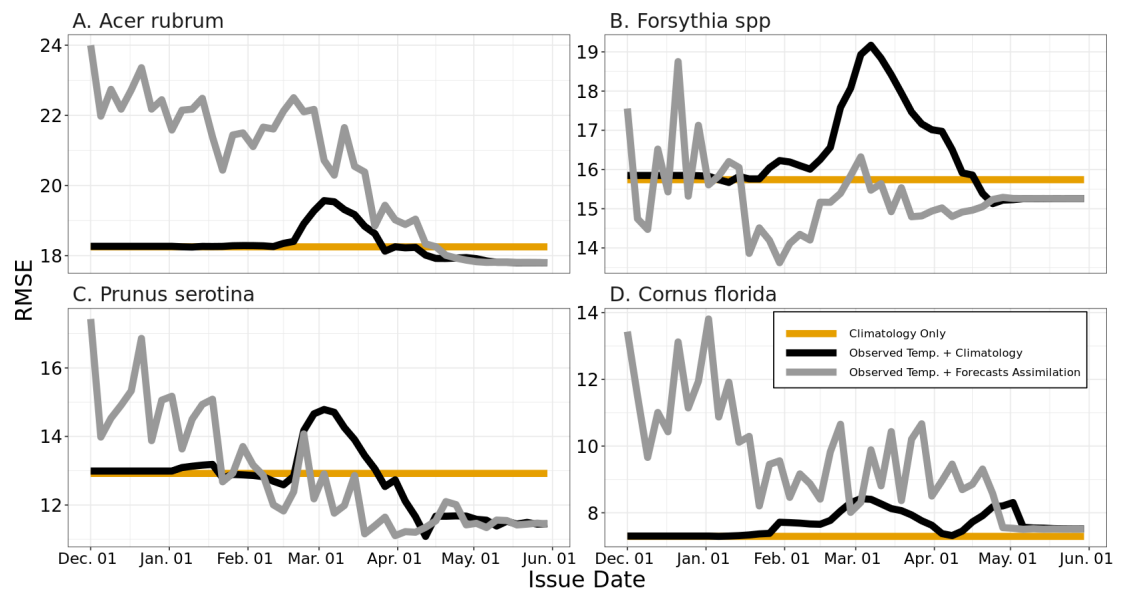 A. Acer rubrum
B. Forsythia spp
24
22
20
18
19
18
17
16
15
14
RMSE
C. Prunus serotina
D. Cornus florida
16
14
12
14
12
10
8
Climatology Only
Observed Temp. + Climatology
Observed Temp. + Forecasts Assimilation
Dec. 01 Jan. 01 Feb. 01 Mar. 01 Apr. 01 May. 01 Jun. 01
Dec. 01 Jan. 01 Feb. 01 Mar. 01 Apr. 01 May. 01 Jun. 01
Issue Date